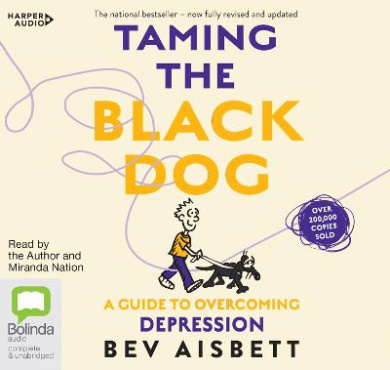 HARPER
AUDIO
The national bestseller – now fully revised and updated
TAMING
THE
BLACK
DOG
OVER
200,000
COPIES
SOLD
Read by
the Author and
Miranda Nation
A GUIDE TO OVERCOMING
DEPRESSION
BEV AISBETT
Bolinda
audio
complete
& unabridged